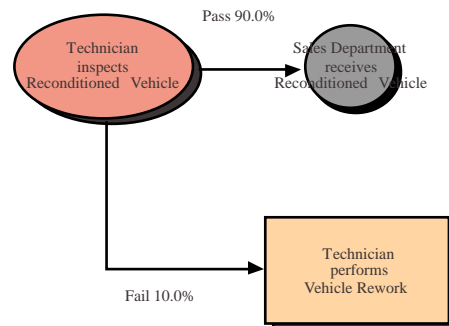 Pass 90.0%
Technician
inspects
Reconditioned Vehicle
Sales Department
receives
Reconditioned Vehicle
Technician
performs
Vehicle Rework
Fail 10.0%